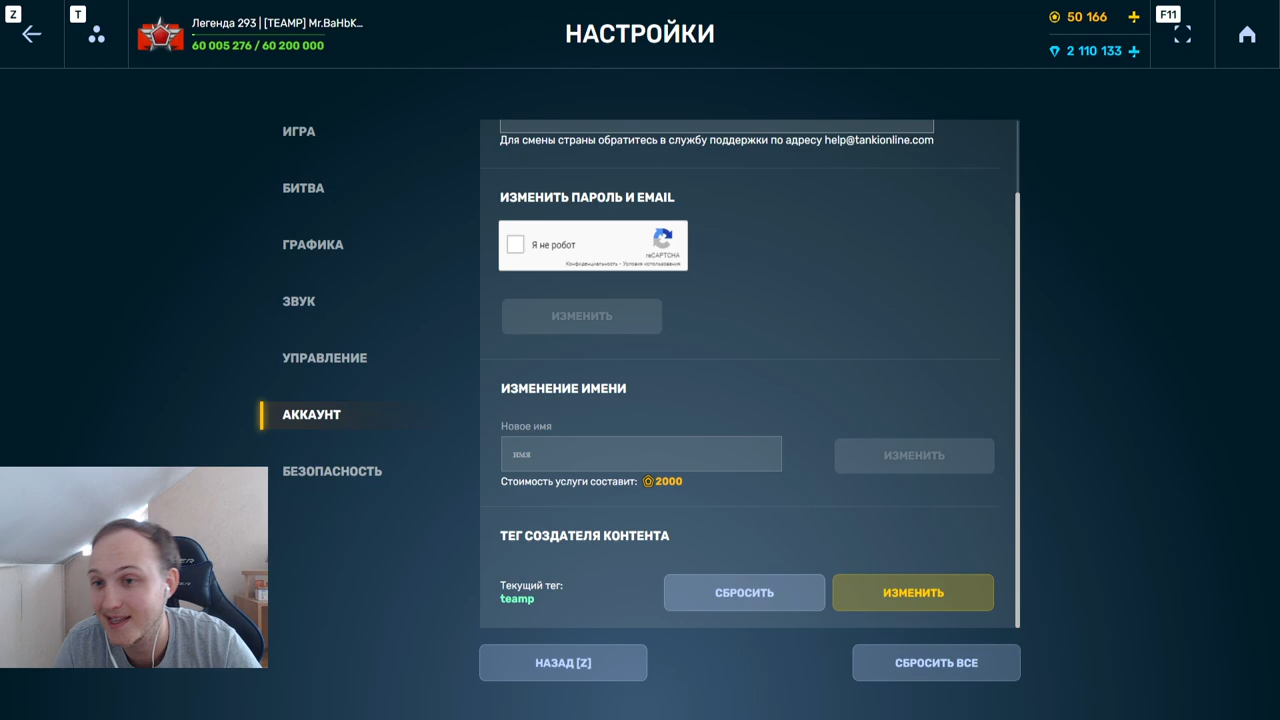 Z
T
Легенда 293 | [TEAMP] Mr.BaHbK...
60 005 276 / 60 200 000
НАСТРОЙКИ
50 166
2 110 133
F11
ИГРА
БИТВА
ГРАФИКА
ЗВУК
УПРАВЛЕНИЕ
АККАУНТ
БЕЗОПАСНОСТЬ
Для смены страны обратитесь в службу поддержки по адресу help@tankionline.com
ИЗМЕНИТЬ ПАРОЛЬ И EMAIL
Я не робот
reCAPTCHA
Конфиденциальность - Условия использования
ИЗМЕНИТЬ
ИЗМЕНЕНИЕ ИМЕНИ
Новое имя
имя
ИЗМЕНИТЬ
Стоимость услуги составит: 2000
ТЕГ СОЗДАТЕЛЯ КОНТЕНТА
Текущий тег:
teamp
СБРОСИТЬ
ИЗМЕНИТЬ
НАЗАД [Z]
СБРОСИТЬ ВСЕ